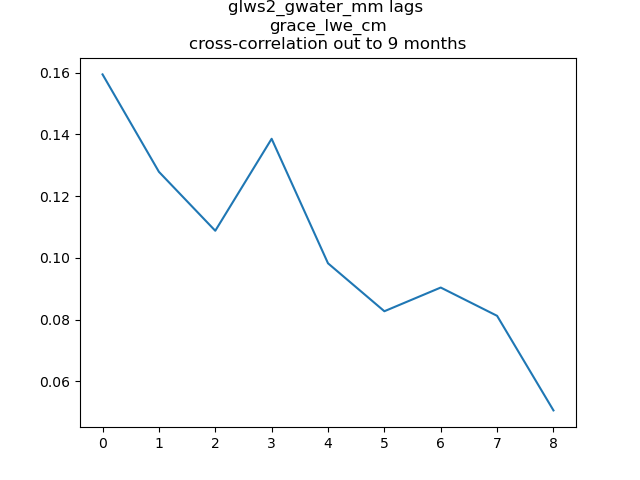 glws2_gwater_mm lags
grace_lwe_cm
cross-correlation out to 9 months
0.16
0.14
0.12
0.10
0.08
0.06
0 1 2 3 4 5 6 7 8